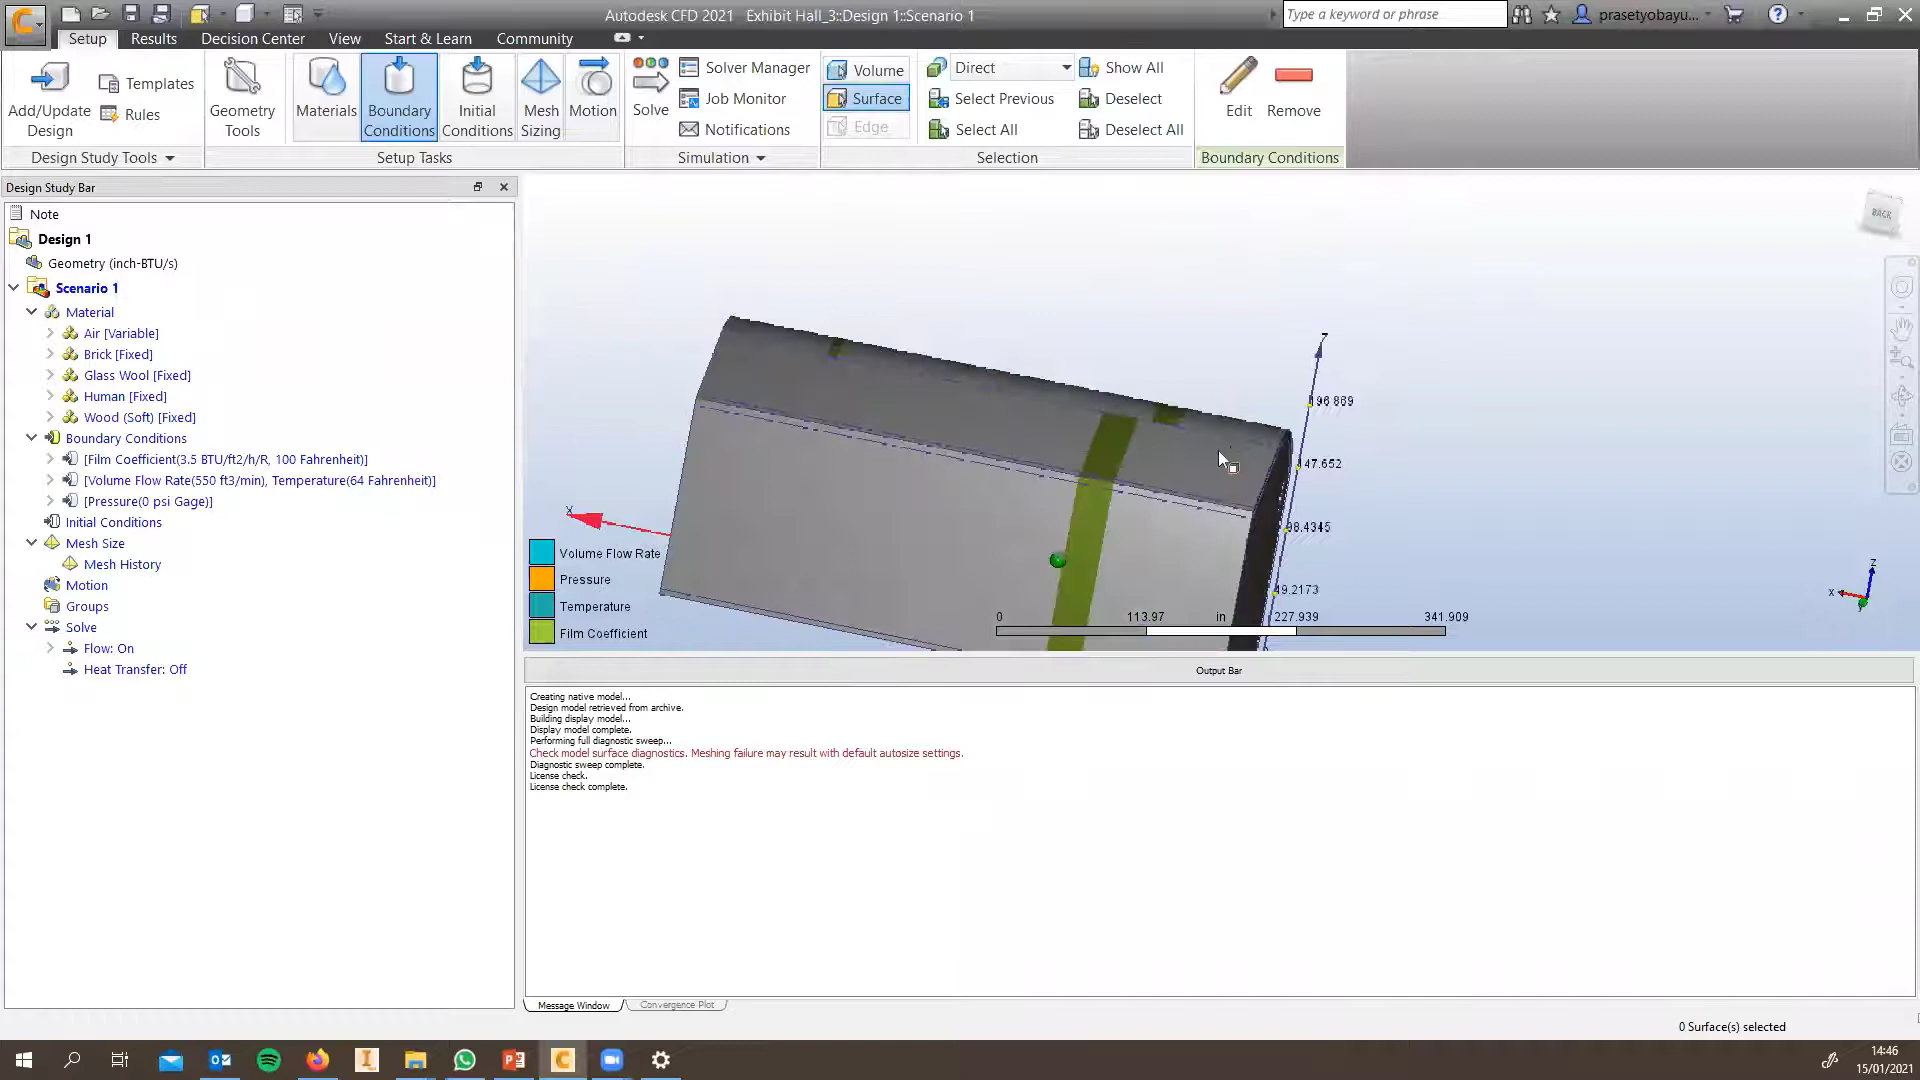 Autodesk CFD 2021 Exhibit Hall_3::Design 1::Scenario 1
Type a keyword or phrase
prasetyobayu...
Setup
Results
Decision Center
View
Start & Learn
Community
Add/Update
Design
Templates
Rules
Design Study Tools
Geometry
Tools
Materials
Boundary
Conditions
Initial
Conditions
Mesh
Sizing
Motion
Setup Tasks
Solve
Solver Manager
Job Monitor
Notifications
Simulation
Volume
Surface
Edge
Direct
Select Previous
Select All
Show All
Deselect
Deselect All
Selection
Edit
Remove
Boundary Conditions
Design Study Bar
Note
Design 1
Geometry (inch-BTU/s)
Scenario 1
Material
Air [Variable]
Brick [Fixed]
Glass Wool [Fixed]
Human [Fixed]
Wood (Soft) [Fixed]
Boundary Conditions
[Film Coefficient(3.5 BTU/ft2/h/R, 100 Fahrenheit)]
[Volume Flow Rate(550 ft3/min), Temperature(64 Fahrenheit)]
[Pressure(0 psi Gage)]
Initial Conditions
Mesh Size
Mesh History
Motion
Groups
Solve
Flow: On
Heat Transfer: Off
BACK
Z
X
Volume Flow Rate
Pressure
Temperature
Film Coefficient
0 113.97 in 227.939 341.909
Z
X
Y
Output Bar
Creating native model...
Design model retrieved from archive.
Building display model...
Display model complete.
Performing full diagnostic sweep...
Check model surface diagnostics. Meshing failure may result with default autosize settings.
Diagnostic sweep complete.
License check.
License check complete.
Message Window
Convergence Plot
0 Surface(s) selected
14:46
15/01/2021